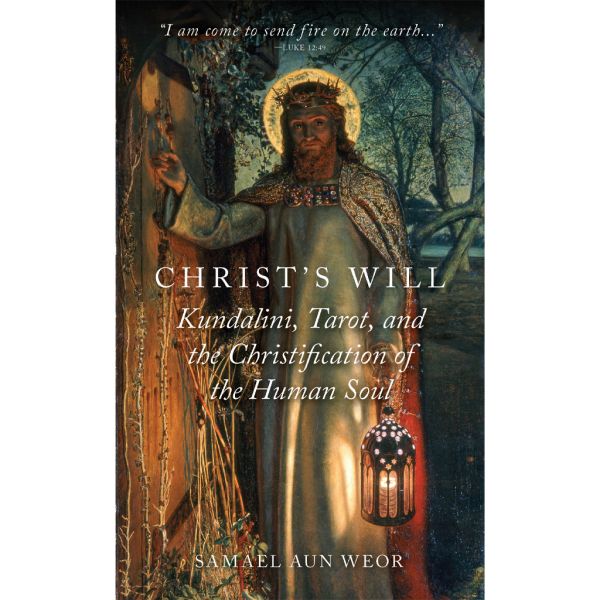 “I am come to send fire on the earth...”
—LUKE 12:49
CHRIST’S WILL
Kundalini, Tarot, and
the Christification of
the Human Soul
SAMAEL AUN WEOR